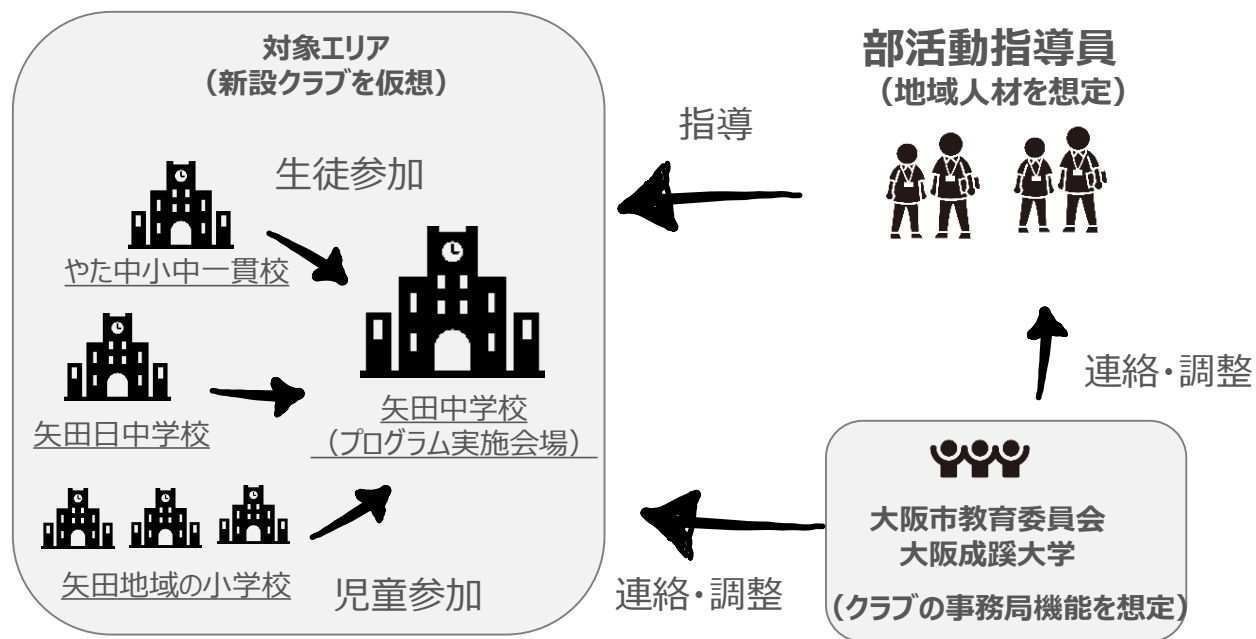 対象エリア
（新設クラブを仮想）
生徒参加
やた中小中一貫校
矢田日中学校
矢田中学校
（プログラム実施会場）
矢田地域の小学校
児童参加
部活動指導員
（地域人材を想定）
指導
連絡・調整
連絡・調整
大阪市教育委員会
大阪成蹊大学
（クラブの事務局機能を想定）